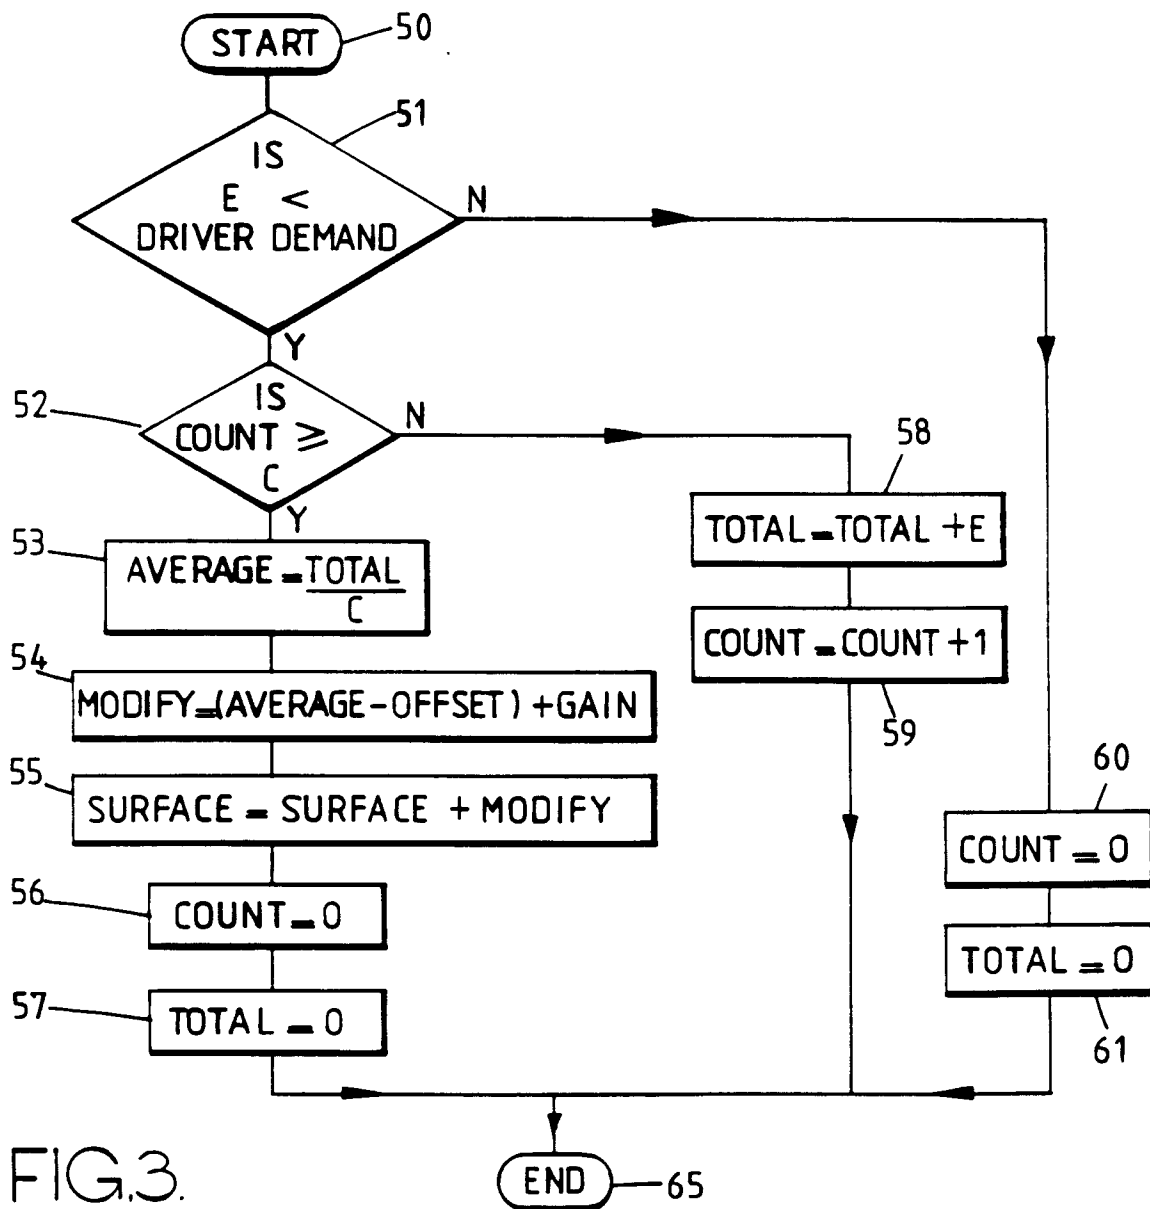 START
50
51
IS
E <
DRIVER DEMAND
N
Y
52
IS
COUNT ≥
C
N
Y
53
AVERAGE = TOTAL
C
54
MODIFY=(AVERAGE-OFFSET) +GAIN
55
SURFACE = SURFACE + MODIFY
56
COUNT = 0
57
TOTAL = 0
58
TOTAL = TOTAL +E
COUNT = COUNT +1
59
60
COUNT = 0
TOTAL = 0
61
END
65
FIG.3.